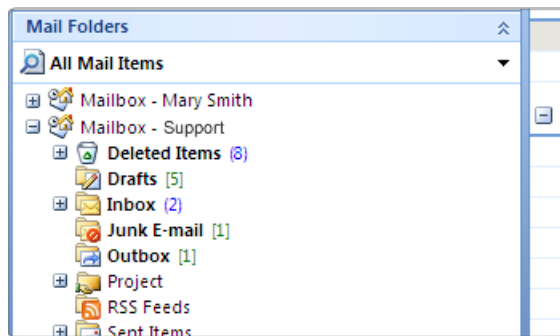 Mail Folders
All Mail Items
Mailbox - Mary Smith
Mailbox - Support
Deleted Items (8)
Drafts [5]
Inbox (2)
Junk E-mail [1]
Outbox [1]
Project
RSS Feeds
Sent Items